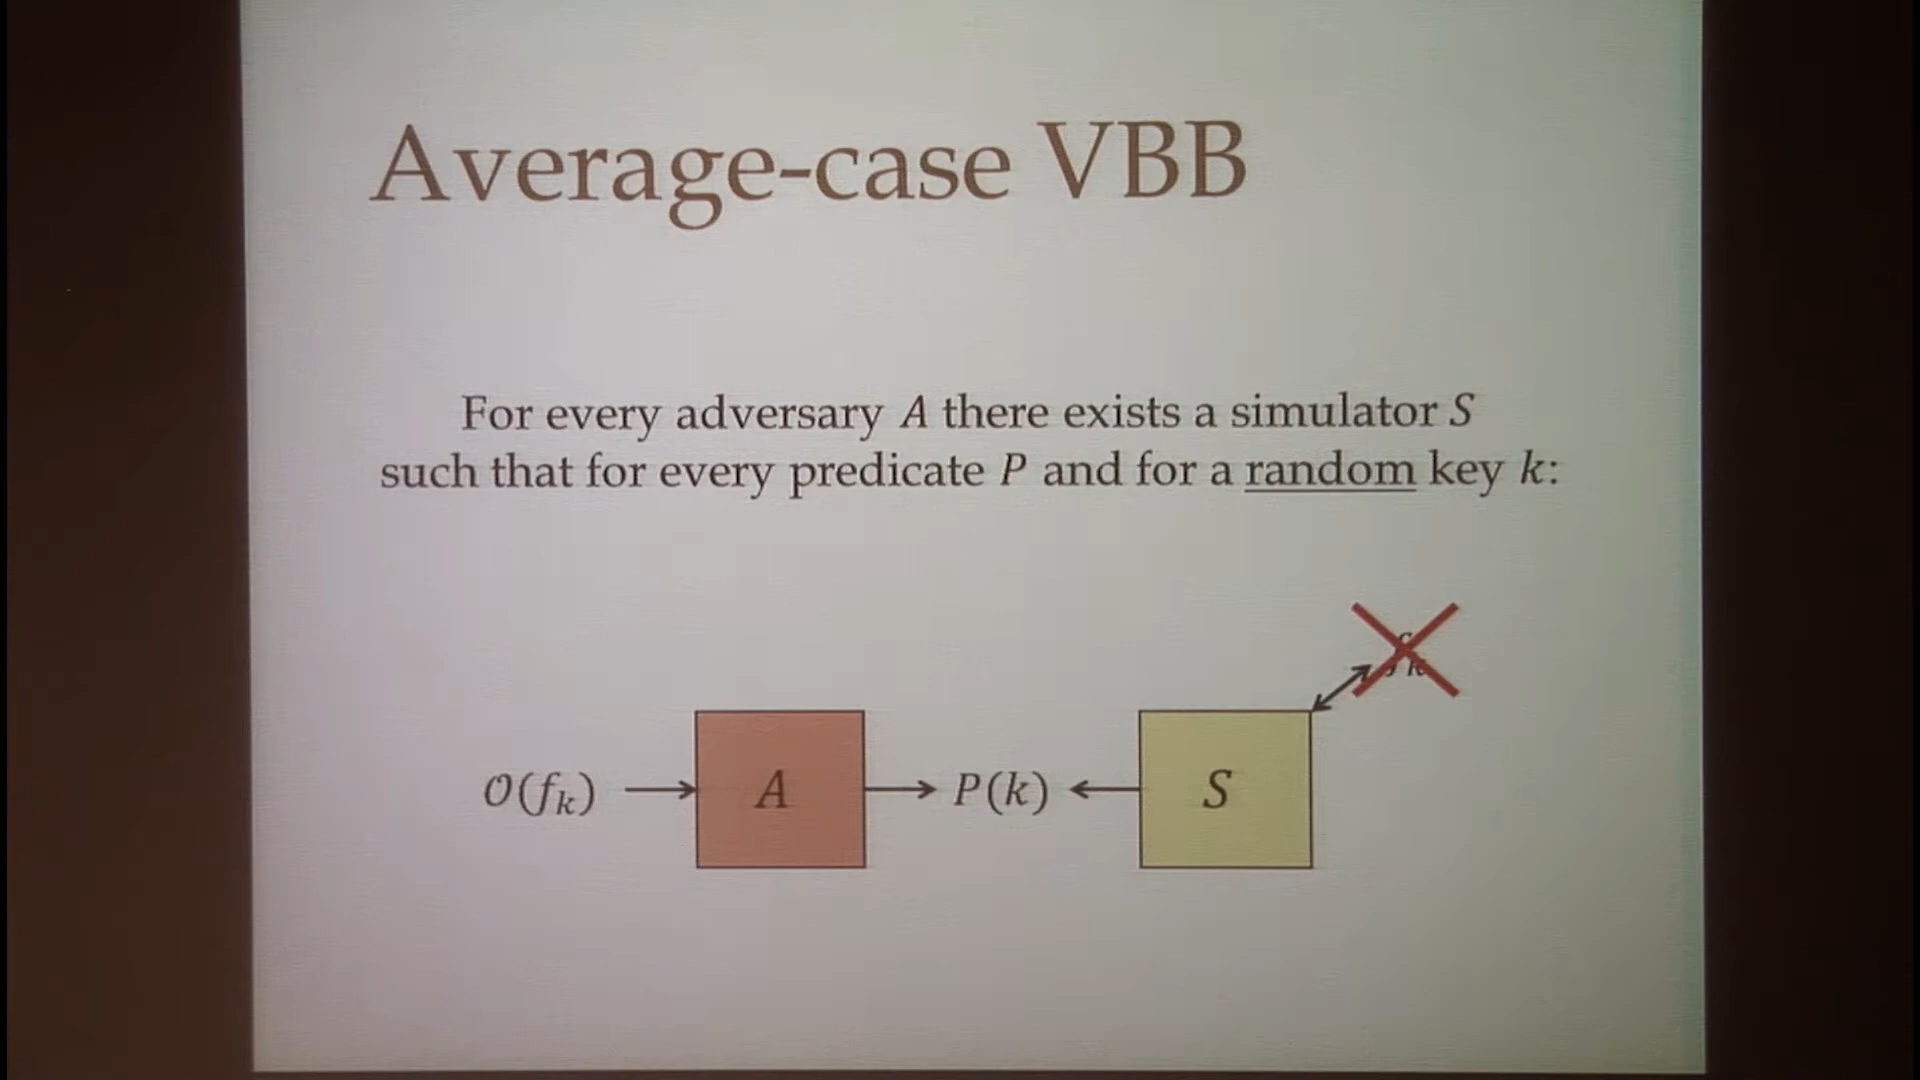 Average-case VBB
For every adversary A there exists a simulator S
such that for every predicate P and for a random key k:
fk
𝒪(fk) A P(k) S